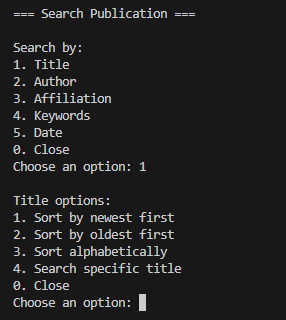 === Search Publication ===
Search by:
1. Title
2. Author
3. Affiliation
4. Keywords
5. Date
0. Close
Choose an option: 1
Title options:
1. Sort by newest first
2. Sort by oldest first
3. Sort alphabetically
4. Search specific title
0. Close
Choose an option: